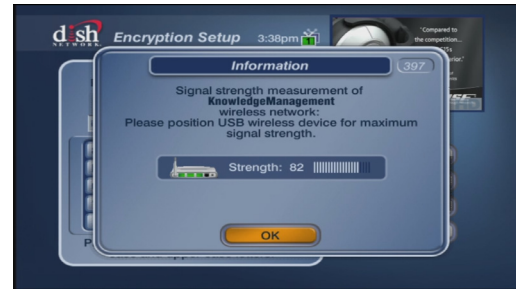 dish
NETWORK
Encryption Setup 3:38pm
1
"Compared to
the competition...
Information
397
Signal strength measurement of
KnowledgeManagement
wireless network:
Please position USB wireless device for maximum
signal strength.
Strength: 82
OK